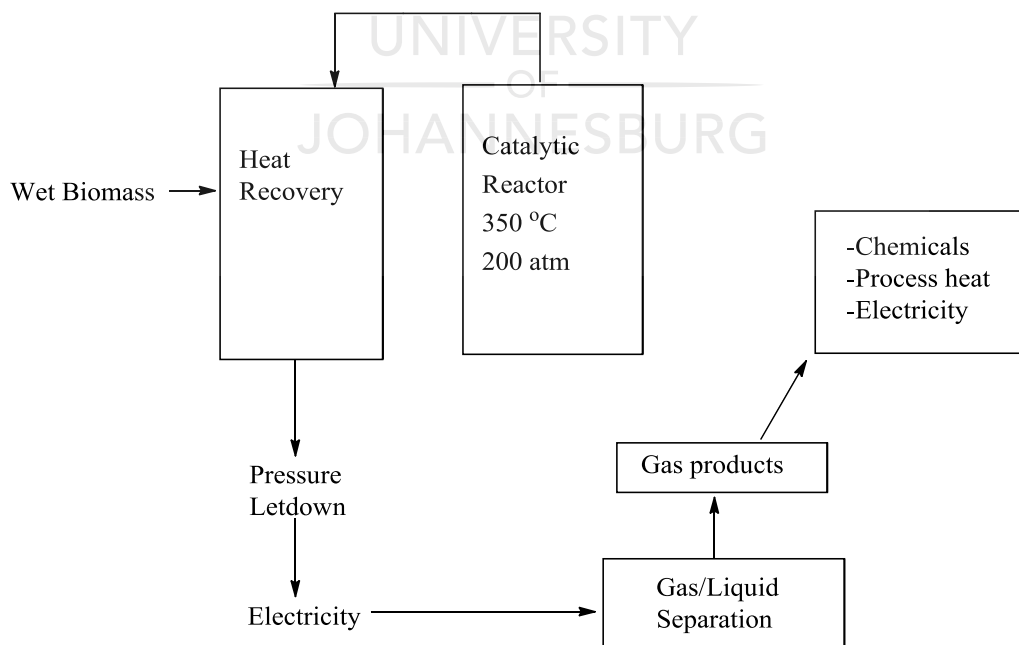 UNIVERSITY
OF
JOHANNESBURG
Heat
Recovery
Catalytic
Reactor
350 °C
200 atm
Wet Biomass
-Chemicals
-Process heat
-Electricity
Gas products
Pressure
Letdown
Electricity
Gas/Liquid
Separation